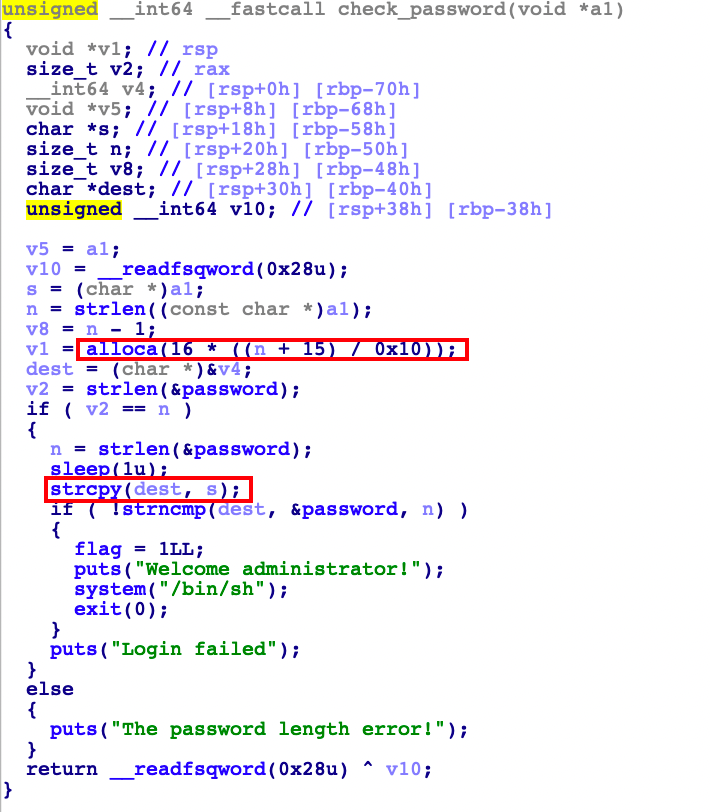 unsigned __int64 __fastcall check_password(void *a1)
{
  void *v1; // rsp
  size_t v2; // rax
  __int64 v4; // [rsp+0h] [rbp-70h]
  void *v5; // [rsp+8h] [rbp-68h]
  char *s; // [rsp+18h] [rbp-58h]
  size_t n; // [rsp+20h] [rbp-50h]
  size_t v8; // [rsp+28h] [rbp-48h]
  char *dest; // [rsp+30h] [rbp-40h]
  unsigned __int64 v10; // [rsp+38h] [rbp-38h]

  v5 = a1;
  v10 = __readfsqword(0x28u);
  s = (char *)a1;
  n = strlen((const char *)a1);
  v8 = n - 1;
  v1 = alloca(16 * ((n + 15) / 0x10));
  dest = (char *)&v4;
  v2 = strlen(&password);
  if ( v2 == n )
  {
    n = strlen(&password);
    sleep(1u);
    strcpy(dest, s);
    if ( !strncmp(dest, &password, n) )
    {
      flag = 1LL;
      puts("Welcome administrator!");
      system("/bin/sh");
      exit(0);
    }
    puts("Login failed");
  }
  else
  {
    puts("The password length error!");
  }
  return __readfsqword(0x28u) ^ v10;
}